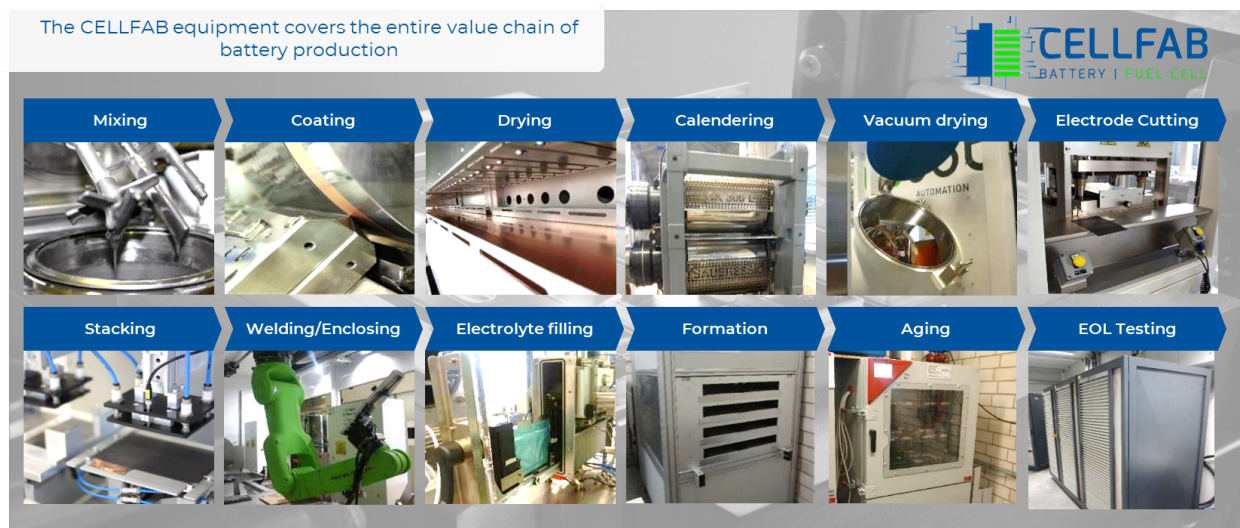 The CELLFAB equipment covers the entire value chain of
battery production
CELLFAB
BATTERY | FUEL CELL
Mixing
Coating
Drying
Calendering
Vacuum drying
Electrode Cutting
AUTOMATION
Stacking
Welding/Enclosing
Electrolyte filling
Formation
Aging
EOL Testing